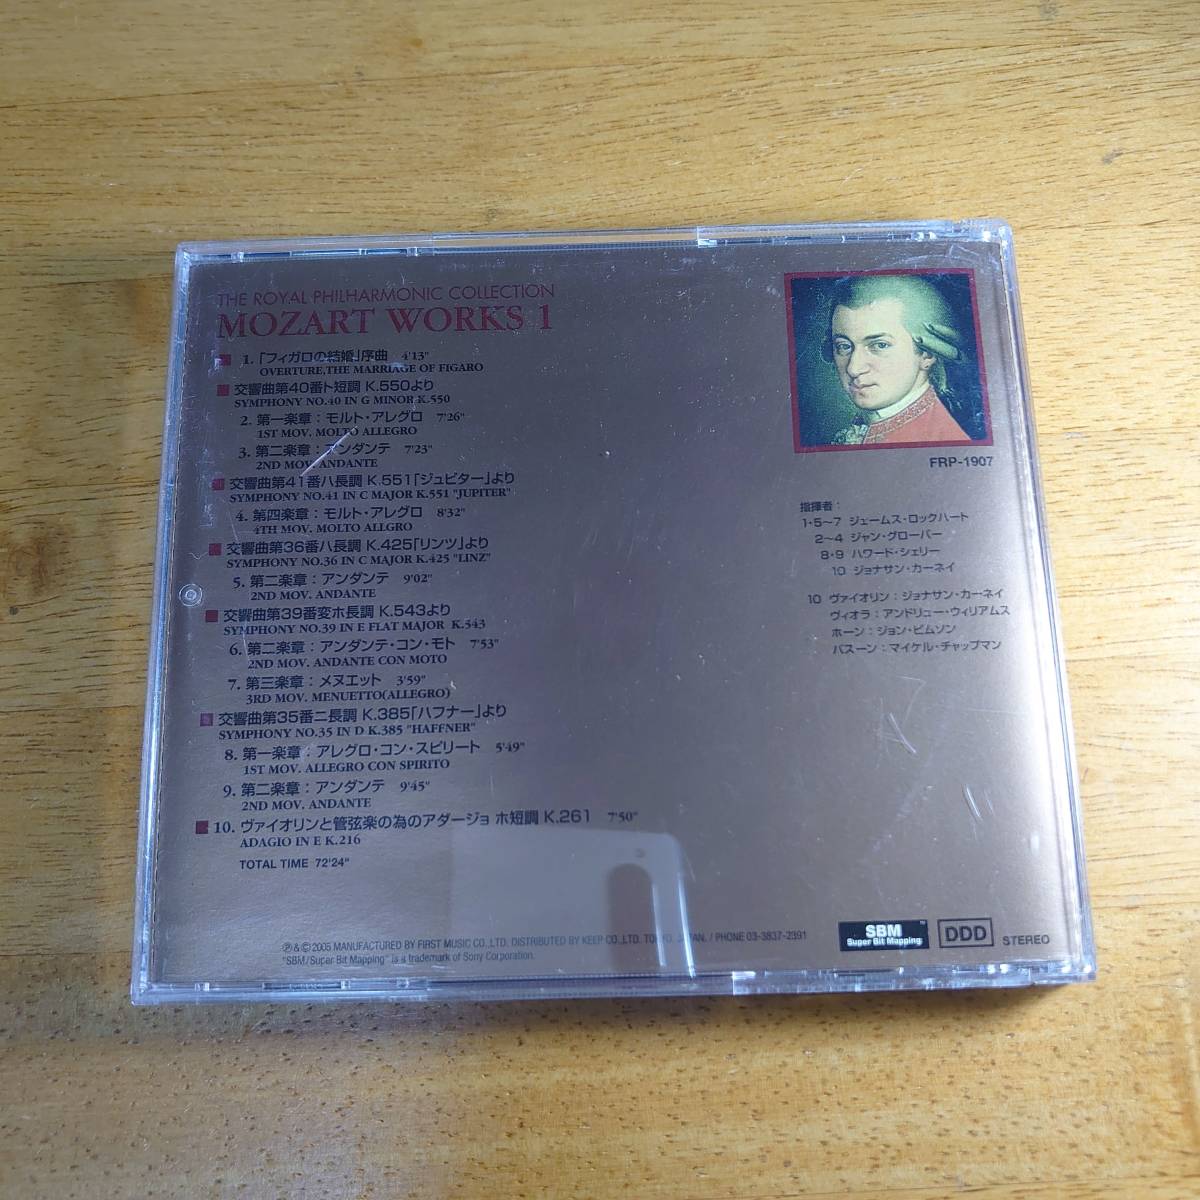 THE ROYAL PHILHARMONIC COLLECTION
MOZART WORKS 1
1. 「フィガロの結婚」序曲 4'13"
OVERTURE,THE MARRIAGE OF FIGARO
交響曲第40番ト短調 K.550より
SYMPHONY NO.40 IN G MINOR K.550
2. 第一楽章：モルト・アレグロ 7'26"
1ST MOV. MOLTO ALLEGRO
3. 第二楽章：アンダンテ 7'23"
2ND MOV. ANDANTE
交響曲第41番ハ長調 K.551「ジュピター」より
SYMPHONY NO.41 IN C MAJOR K.551 "JUPITER"
4. 第四楽章：モルト・アレグロ 8'32"
4TH MOV. MOLTO ALLGRO
交響曲第36番ハ長調 K.425「リンツ」より
SYMPHONY NO.36 IN C MAJOR K.425 "LINZ"
5. 第二楽章：アンダンテ 9'02"
2ND MOV. ANDANTE
交響曲第39番変ホ長調 K.543より
SYMPHONY NO.39 IN E FLAT MAJOR K.543
6. 第二楽章：アンダンテ・コン・モト 7'53"
2ND MOV. ANDANTE CON MOTO
7. 第三楽章：メヌエット 3'59"
3RD MOV. MENUETTO(ALLEGRO)
交響曲第35番ニ長調 K.385「ハフナー」より
SYMPHONY NO.35 IN D K.385 "HAFFNER"
8. 第一楽章：アレグロ・コン・スピリート 5'49"
1ST MOV. ALLEGRO CON SPIRITO
9. 第二楽章：アンダンテ 9'45"
2ND MOV. ANDANTE
10. ヴァイオリンと管弦楽の為のアダージョ ホ短調 K.261 7'50"
ADAGIO IN E K.216
TOTAL TIME 72'24"
FRP-1907
指揮者：
1・5～7 ジェームス・ロックハート
2～4 ジャン・グローバー
8・9 ハワード・シェリー
10 ジョナサン・カーネイ
10 ヴァイオリン：ジョナサン・カーネイ
ヴィオラ：アンドリュー・ウィリアムス
ホーン：ジョン・ピムソン
バスーン：マイケル・チャップマン
℗ & © 2005 MANUFACTURED BY FIRST MUSIC CO.,LTD. DISTRIBUTED BY KEEP CO.,LTD. TOKYO, JAPAN. / PHONE 03-3837-2391
"SBM/Super Bit Mapping" is a trademark of Sony Corporation.
SBM
Super Bit Mapping
DDD
STEREO